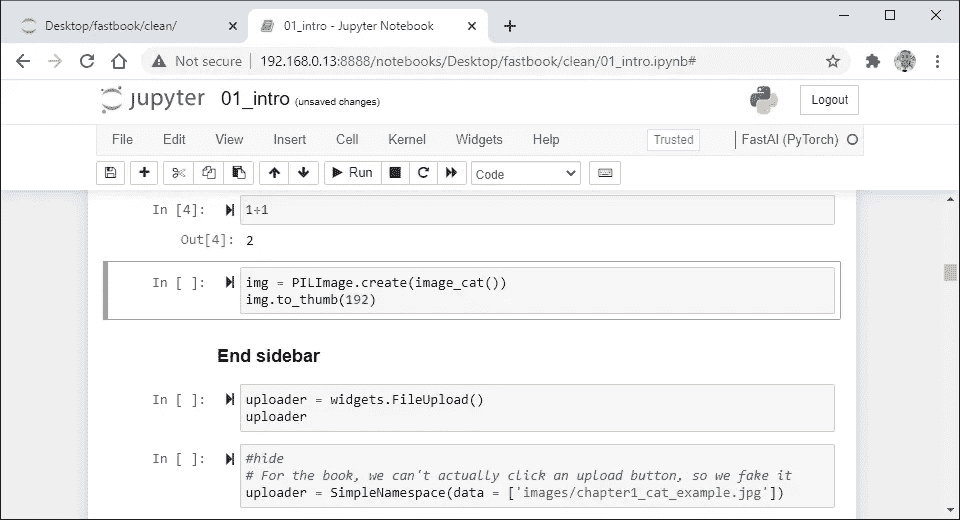 Desktop/fastbook/clean/
01_intro - Jupyter Notebook
Not secure
192.168.0.13:8888/notebooks/Desktop/fastbook/clean/01_intro.ipynb#
jupyter 01_intro (unsaved changes)
Logout
File Edit View Insert Cell Kernel Widgets Help
Trusted
FastAI (PyTorch)
Run
Code
In [4]: 1+1
Out[4]: 2
In [ ]: img = PILImage.create(image_cat())
img.to_thumb(192)
End sidebar
In [ ]: uploader = widgets.FileUpload()
uploader
In [ ]: #hide
# For the book, we can't actually click an upload button, so we fake it
uploader = SimpleNamespace(data = ['images/chapter1_cat_example.jpg'])